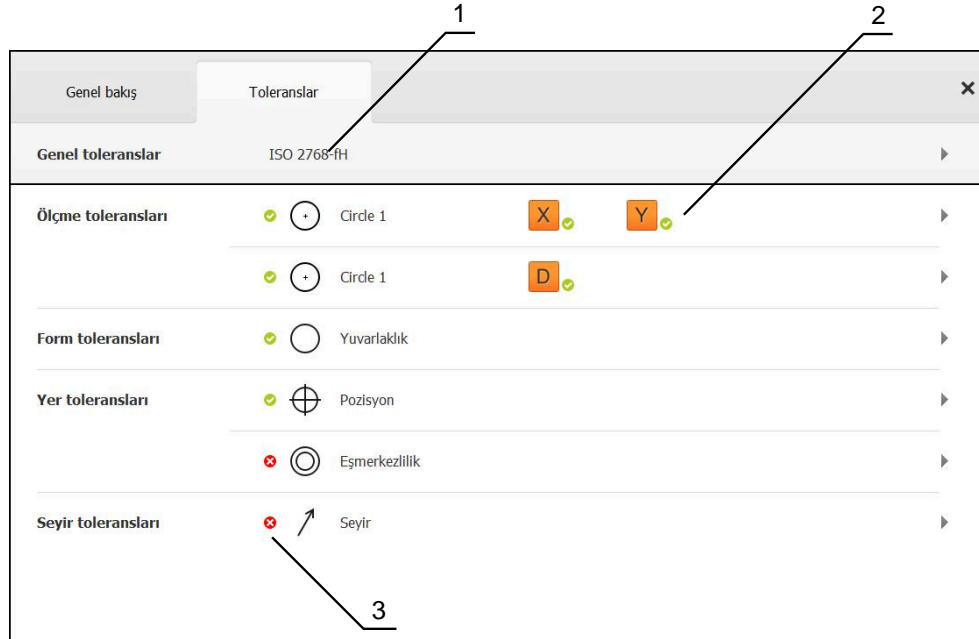 1
2
Genel bakış
Toleranslar
×
Genel toleranslar ISO 2768-fH
Ölçme toleransları Circle 1 X Y
Circle 1 D
Form toleransları Yuvarlaklık
Yer toleransları Pozisyon
Eşmerkezlilik
Seyir toleransları Seyir
3